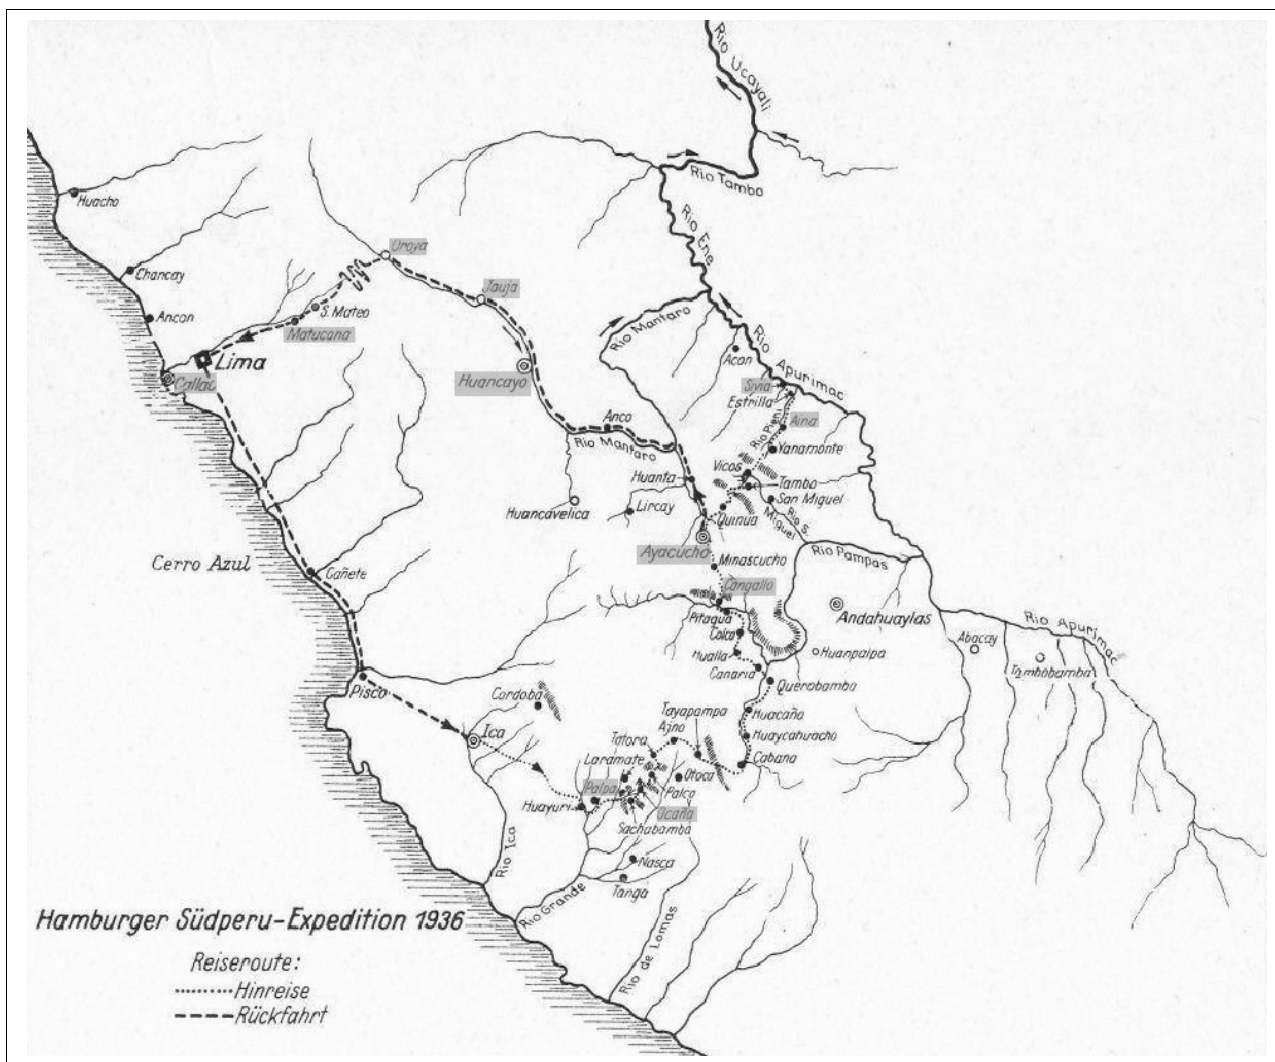 Rio Ucayali
Rio Tambo
Huacho
Rio Ene
Oroya
Chancay
Jauja
Ancon
S. Mateo
Matucana
Rio Mantaro
Lima
Acon
Rio Apurimac
Callao
Huancayo
Sivia
Estrilla
Aina
Anco
Rio Piéni
Rio Mantaro
Yanamonte
Vicos
Huanta
Tambo
San Miguel
Huancavelica
Lircay
Quinua
Rio S.
Miguel
Ayacucho
Rio Pampas
Minascucho
Cerro Azul
Cañete
Cangallo
Andahuaylas
Pitagua
Rio Apurimac
Colca
Abacay
Hualla
Huanpalpa
Tambobamba
Canaria
Pisco
Querobamba
Cordoba
Tayapampa
Huacaña
Ica
Ajno
Tatora
Huaycahuacho
Laramate
Cabana
Otoca
Palpa
Palca
Huayuri
Ucaña
Sachabamba
Rio Ica
Nasca
Tanga
Rio Grande
Rio de Lomas
Hamburger Südperu-Expedition 1936
Reiseroute:
Hinreise
Rückfahrt